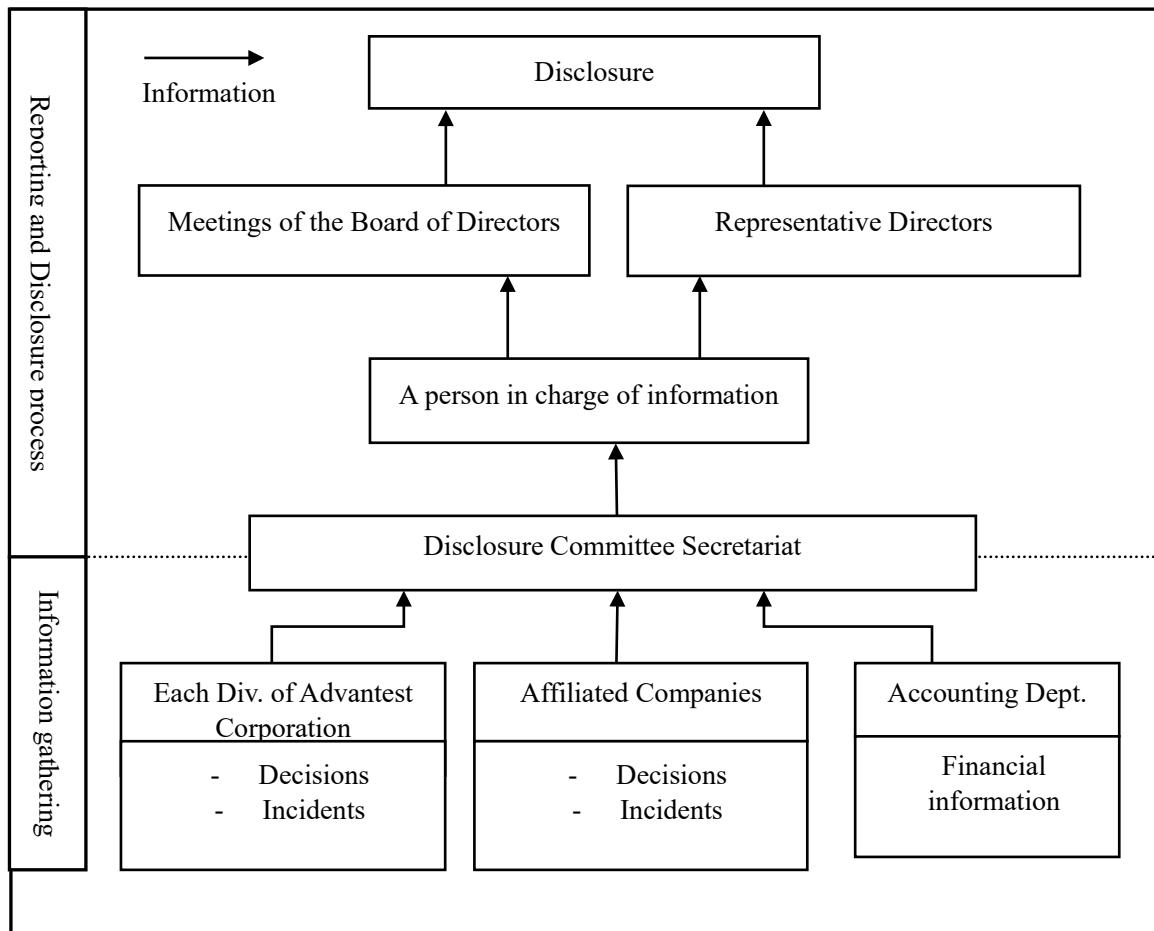 Reporting and Disclosure process
Information
Disclosure
Meetings of the Board of Directors
Representative Directors
A person in charge of information
Disclosure Committee Secretariat
Information gathering
Each Div. of Advantest
Corporation
- Decisions
- Incidents
Affiliated Companies
- Decisions
- Incidents
Accounting Dept.
Financial
information